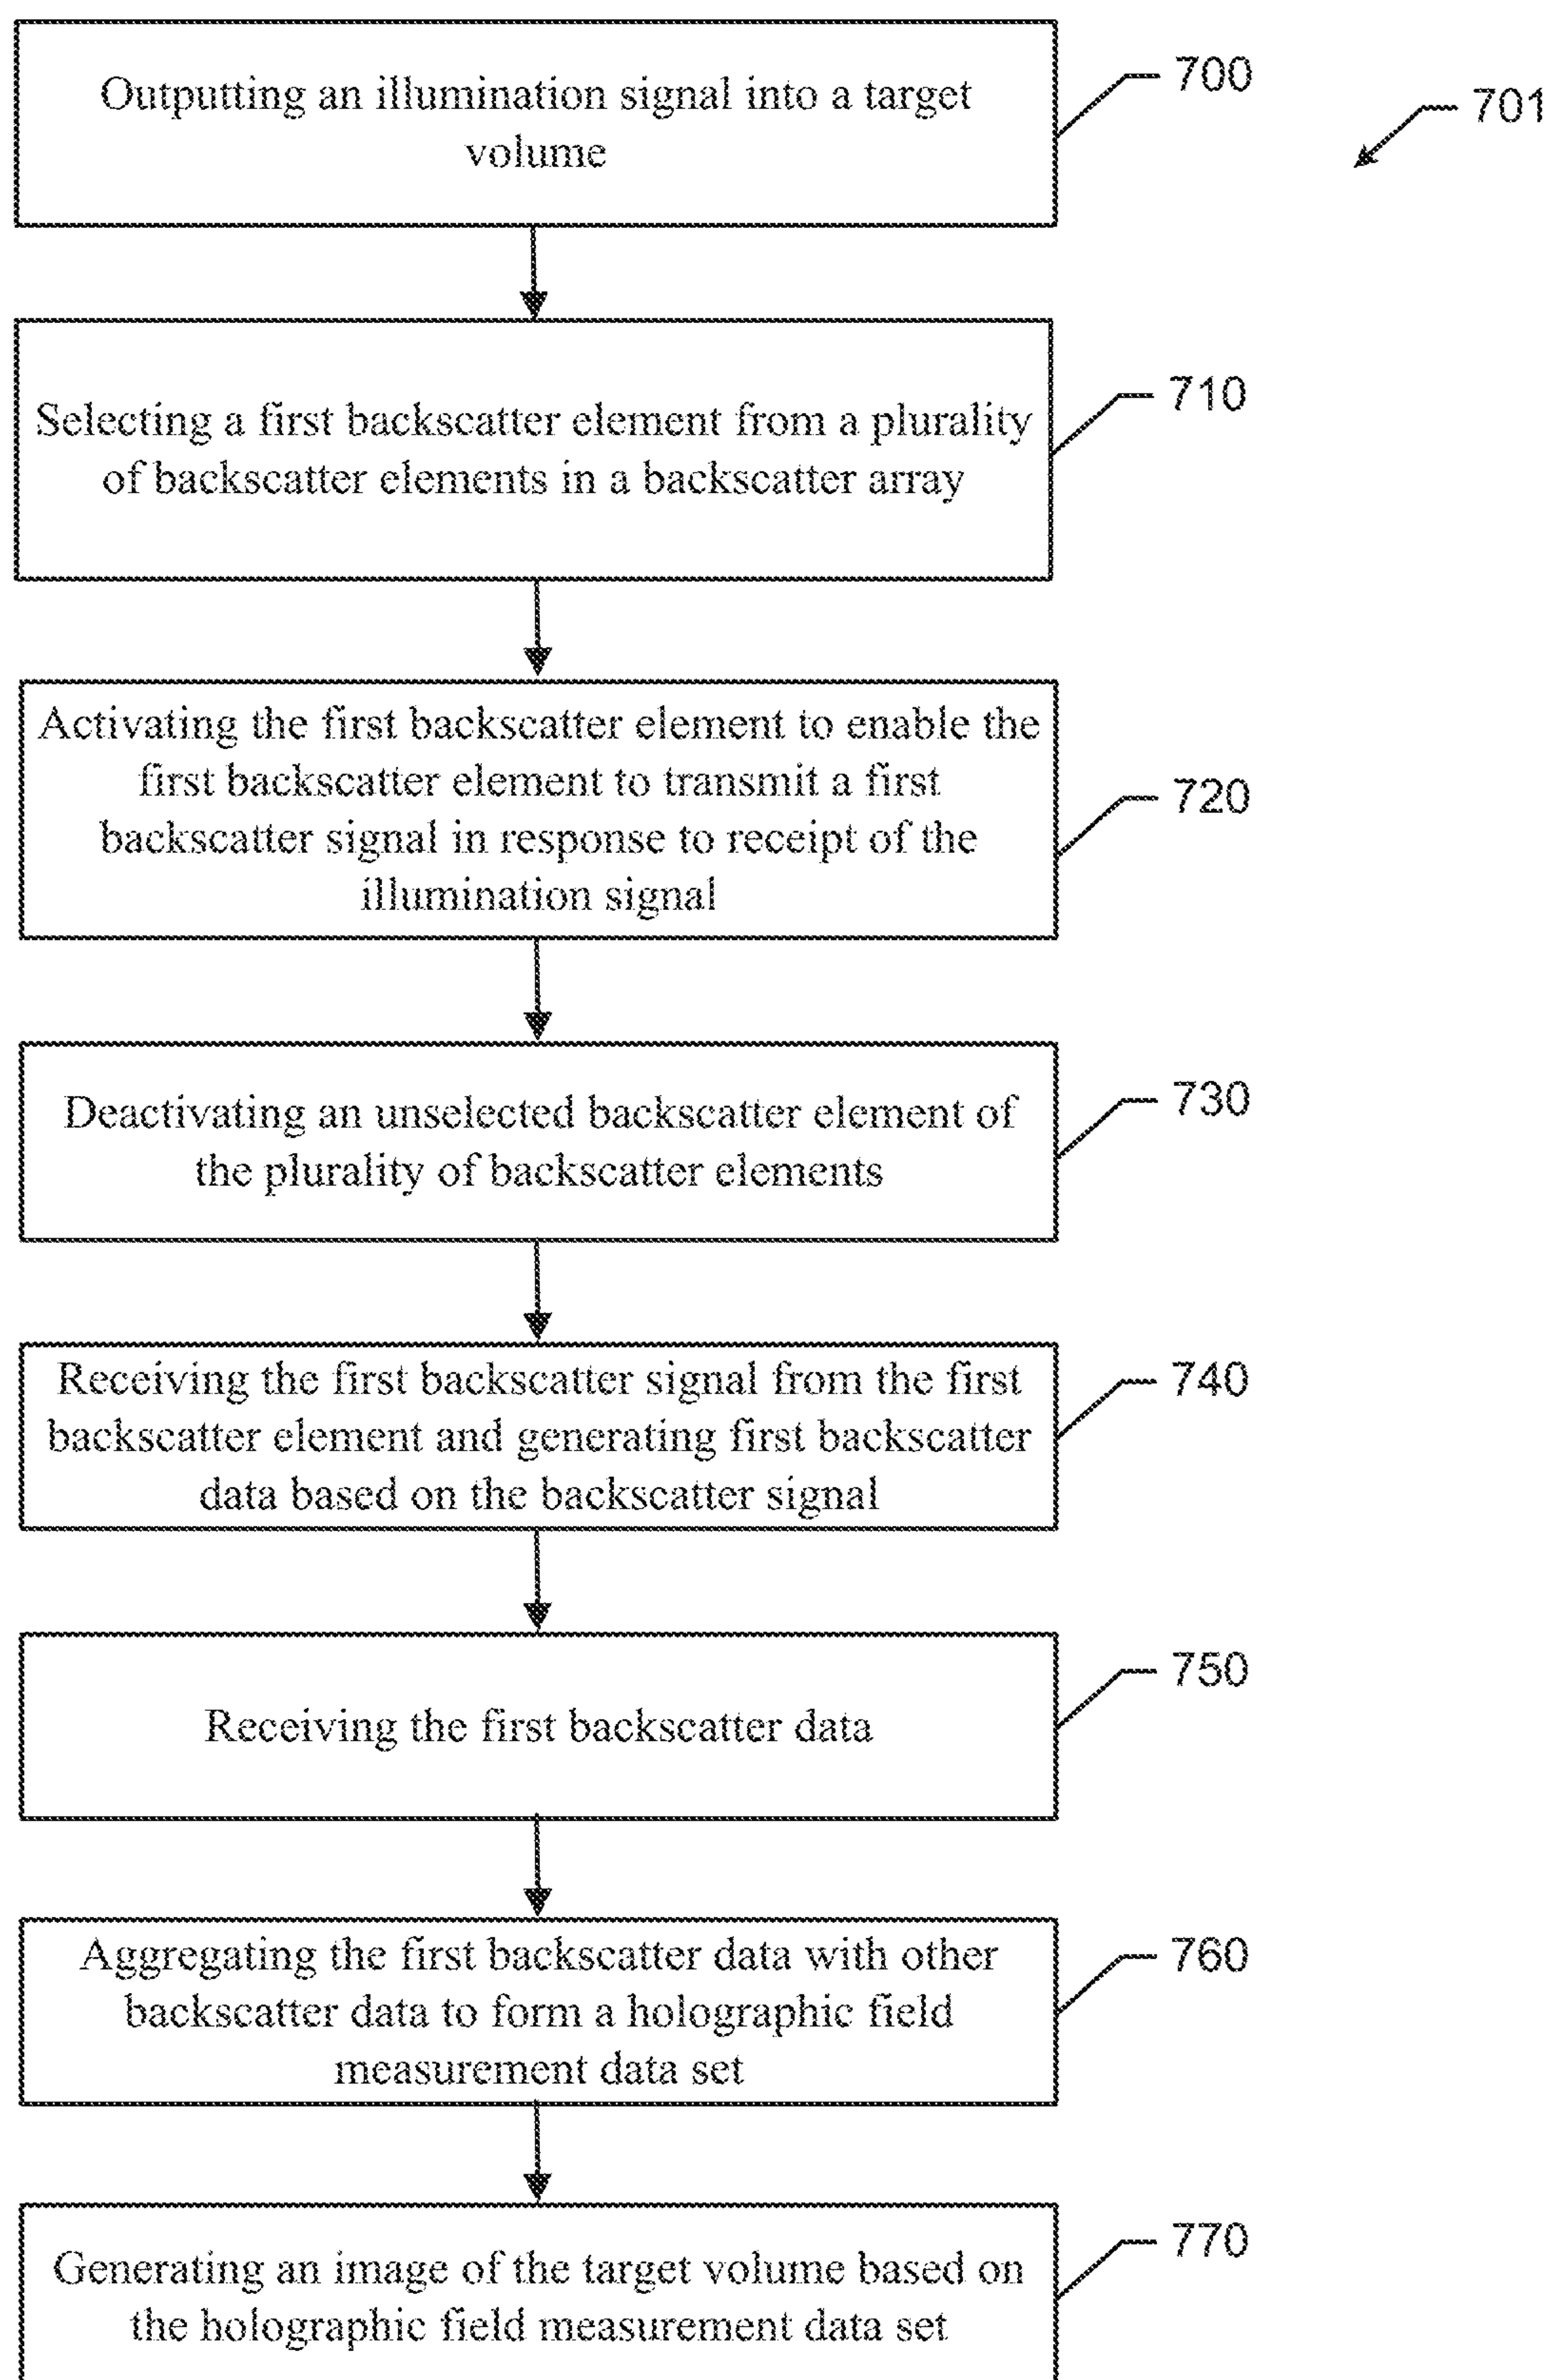 Outputting an illumination signal into a target
volume
700
701
Selecting a first backscatter element from a plurality
of backscatter elements in a backscatter array
710
Activating the first backscatter element to enable the
first backscatter element to transmit a first
backscatter signal in response to receipt of the
illumination signal
720
Deactivating an unselected backscatter element of
the plurality of backscatter elements
730
Receiving the first backscatter signal from the first
backscatter element and generating first backscatter
data based on the backscatter signal
740
Receiving the first backscatter data
750
Aggregating the first backscatter data with other
backscatter data to form a holographic field
measurement data set
760
Generating an image of the target volume based on
the holographic field measurement data set
770